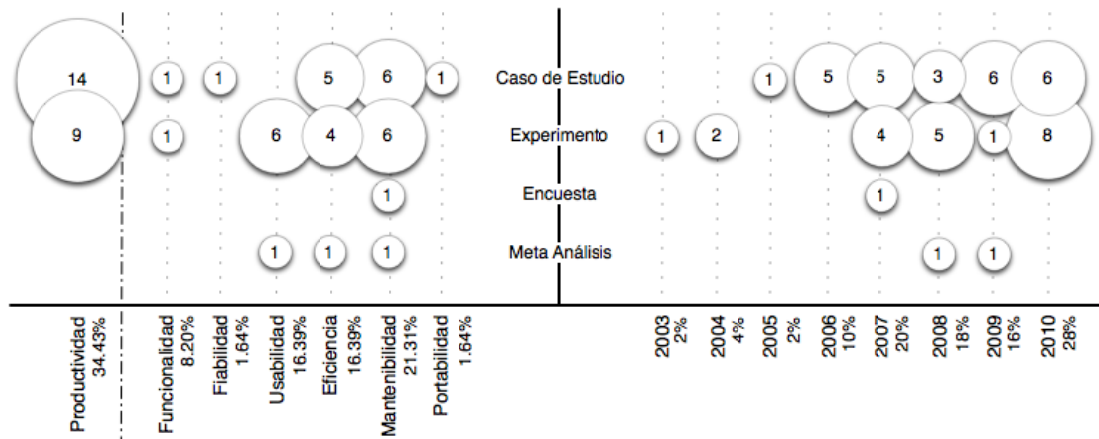 14 1 1 5 6 1 Caso de Estudio 1 5 5 3 6 6
9 1 6 4 6 Experimento 1 2 4 5 1 8
1 Encuesta 1
1 1 1 Meta Análisis 1 1
Productividad
34.43%
Funcionalidad
8.20%
Fiabilidad
1.64%
Usabilidad
16.39%
Eficiencia
16.39%
Mantenibilidad
21.31%
Portabilidad
1.64%
2003
2%
2004
4%
2005
2%
2006
10%
2007
20%
2008
18%
2009
16%
2010
28%